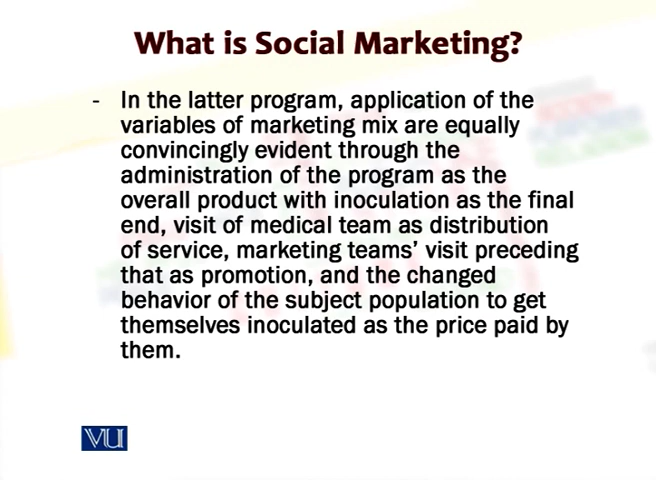 What is Social Marketing?
- In the latter program, application of the
variables of marketing mix are equally
convincingly evident through the
administration of the program as the
overall product with inoculation as the final
end, visit of medical team as distribution
of service, marketing teams’ visit preceding
that as promotion, and the changed
behavior of the subject population to get
themselves inoculated as the price paid by
them.
VU